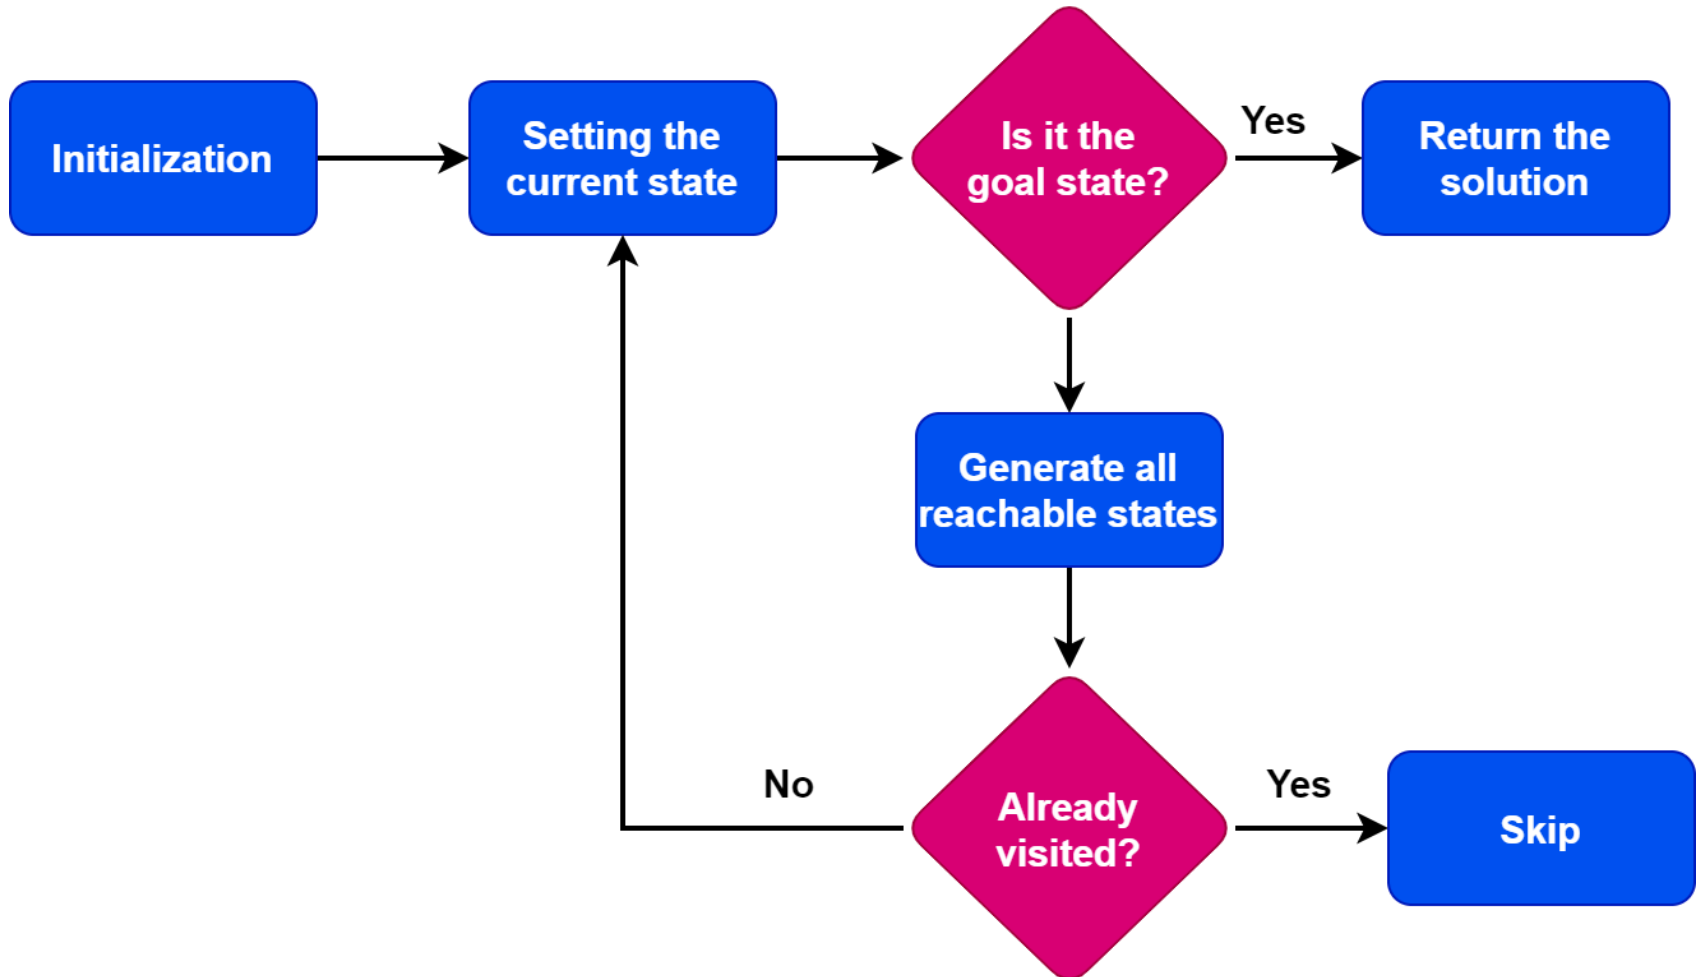 Initialization
Setting the
current state
Is it the
goal state?
Yes
Return the
solution
Generate all
reachable states
No
Already
visited?
Yes
Skip